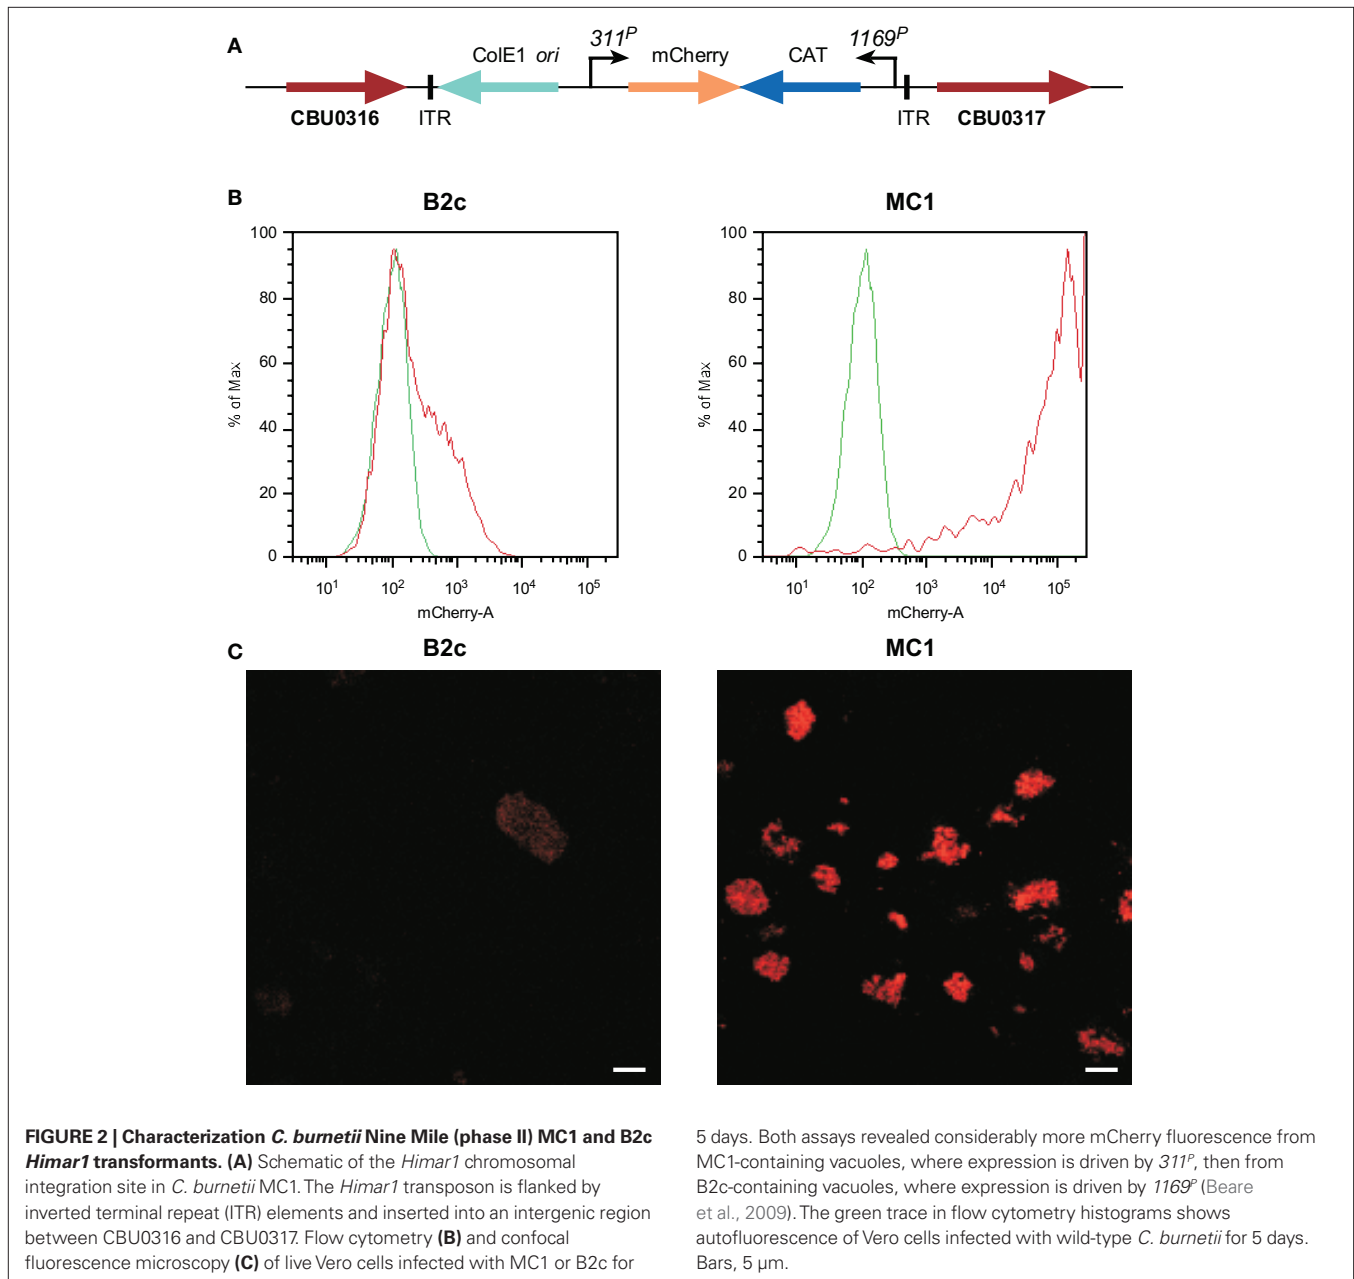 A
ColE1 ori
311P
mCherry
CAT
1169P
CBU0316
ITR
ITR
CBU0317
B
B2c
MC1
% of Max
100
80
60
40
20
0
101 102 103 104 105
mCherry-A
% of Max
100
80
60
40
20
0
101 102 103 104 105
mCherry-A
C
B2c
MC1
FIGURE 2 | Characterization C. burnetii Nine Mile (phase II) MC1 and B2c
Himar1 transformants. (A) Schematic of the Himar1 chromosomal
integration site in C. burnetii MC1. The Himar1 transposon is flanked by
inverted terminal repeat (ITR) elements and inserted into an intergenic region
between CBU0316 and CBU0317. Flow cytometry (B) and confocal
fluorescence microscopy (C) of live Vero cells infected with MC1 or B2c for
5 days. Both assays revealed considerably more mCherry fluorescence from
MC1-containing vacuoles, where expression is driven by 311P, then from
B2c-containing vacuoles, where expression is driven by 1169P (Beare
et al., 2009). The green trace in flow cytometry histograms shows
autofluorescence of Vero cells infected with wild-type C. burnetii for 5 days.
Bars, 5 µm.